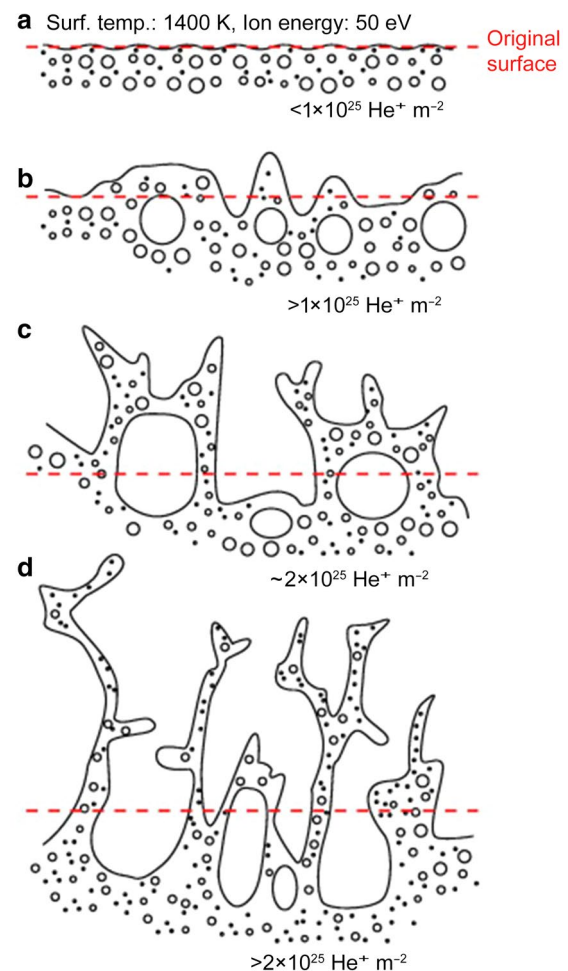 a Surf. temp.: 1400 K, Ion energy: 50 eV
Original
surface
<1×10²⁵ He⁺ m⁻²
b
>1×10²⁵ He⁺ m⁻²
c
~2×10²⁵ He⁺ m⁻²
d
>2×10²⁵ He⁺ m⁻²